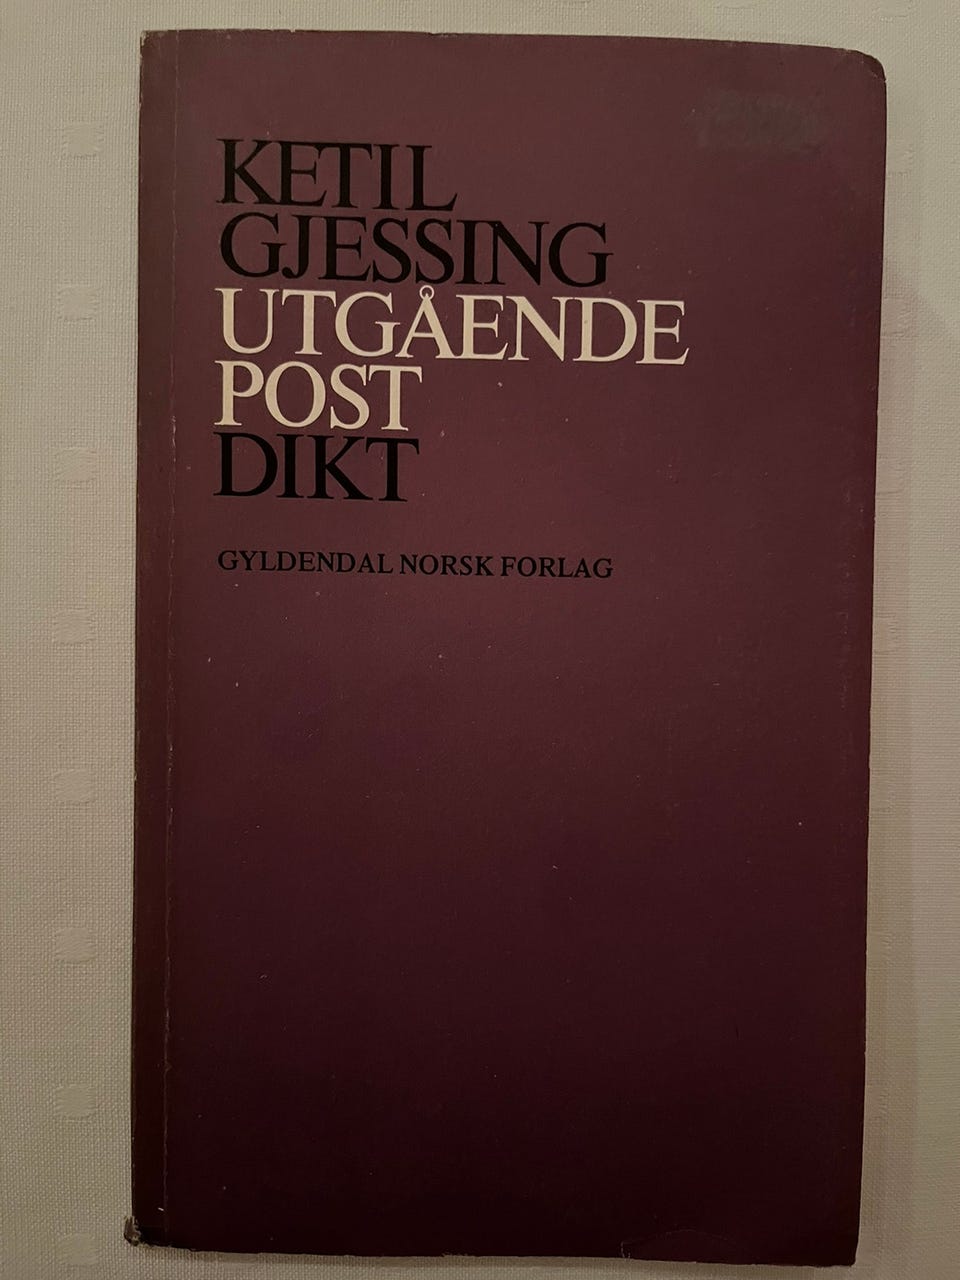 KETIL
GJESSING
UTGÅENDE
POST
DIKT
GYLDENDAL NORSK FORLAG